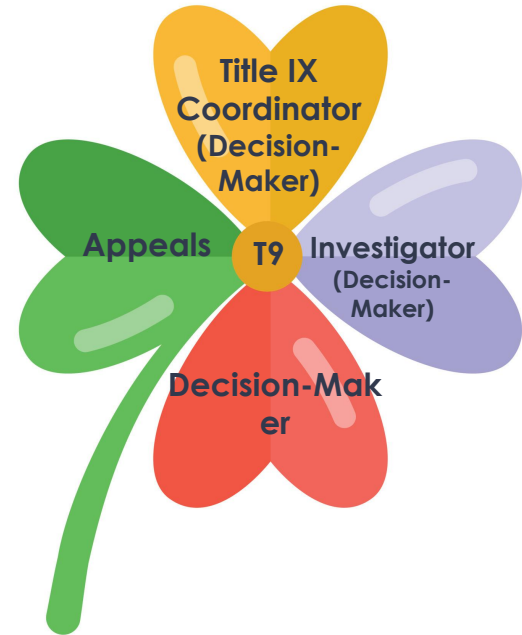 Title IX
Coordinator
(Decision-
Maker)
Appeals
T9
Investigator
(Decision-
Maker)
Decision-Mak
er